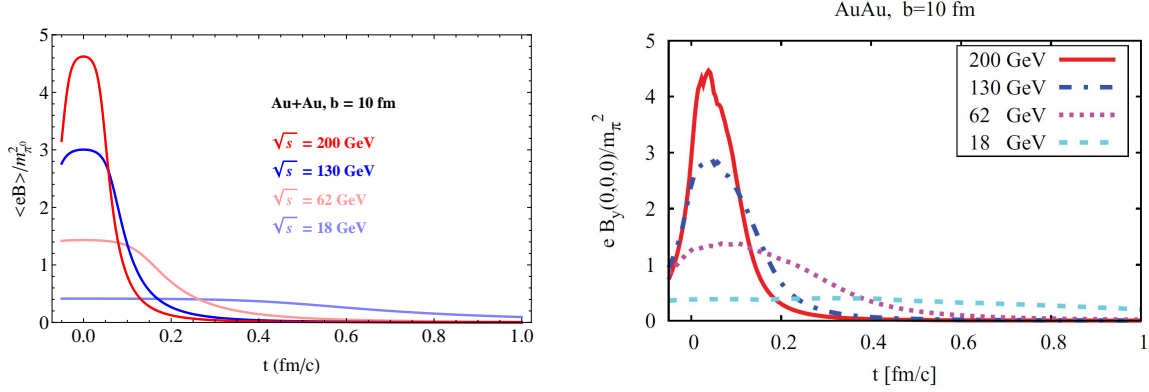 5
4
3
2
1
0
<eB>/m²_π⁰
Au+Au, b = 10 fm
√s = 200 GeV
√s = 130 GeV
√s = 62 GeV
√s = 18 GeV
0.0 0.2 0.4 0.6 0.8 1.0
t (fm/c)
AuAu, b=10 fm
5
4
3
2
1
0
e B_y(0,0,0)/m_π²
200 GeV
130 GeV
62 GeV
18 GeV
0 0.2 0.4 0.6 0.8 1
t [fm/c]